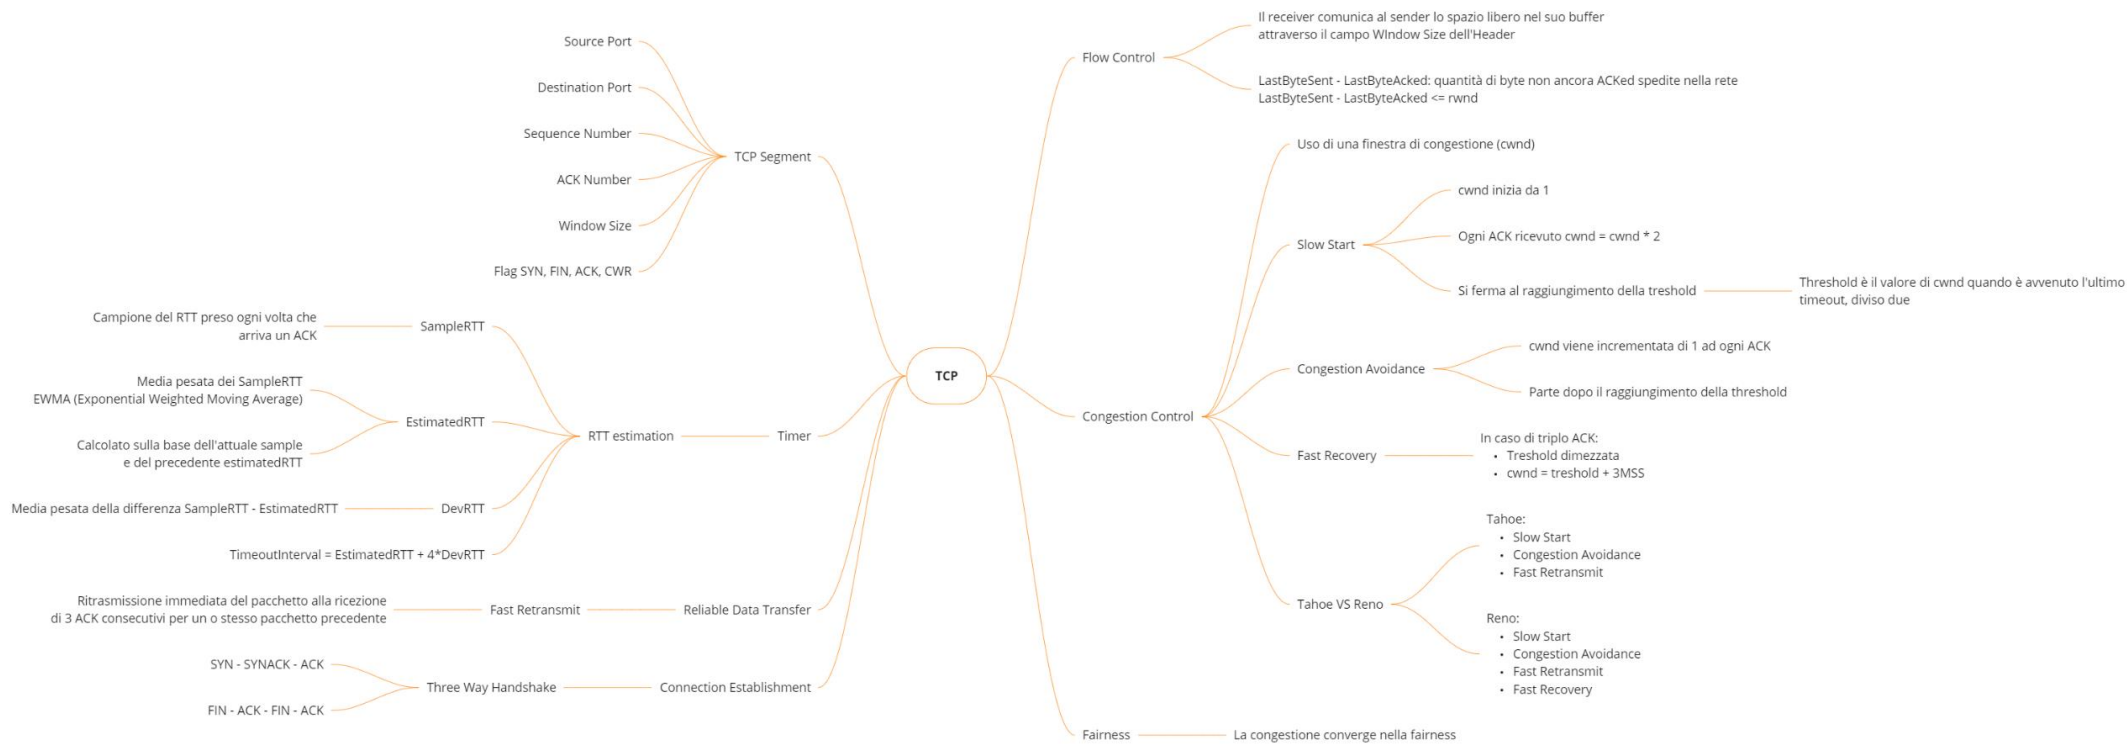 TCP
TCP Segment
Source Port
Destination Port
Sequence Number
ACK Number
Window Size
Flag SYN, FIN, ACK, CWR
Timer
RTT estimation
SampleRTT
Campione del RTT preso ogni volta che
arriva un ACK
EstimatedRTT
Media pesata dei SampleRTT
EWMA (Exponential Weighted Moving Average)
Calcolato sulla base dell'attuale sample
e del precedente estimatedRTT
DevRTT
Media pesata della differenza SampleRTT - EstimatedRTT
TimeoutInterval = EstimatedRTT + 4*DevRTT
Reliable Data Transfer
Fast Retransmit
Ritrasmissione immediata del pacchetto alla ricezione
di 3 ACK consecutivi per un o stesso pacchetto precedente
Connection Establishment
Three Way Handshake
SYN - SYNACK - ACK
FIN - ACK - FIN - ACK
Flow Control
Il receiver comunica al sender lo spazio libero nel suo buffer
attraverso il campo WIndow Size dell'Header
LastByteSent - LastByteAcked: quantità di byte non ancora ACKed spedite nella rete
LastByteSent - LastByteAcked <= rwnd
Congestion Control
Uso di una finestra di congestione (cwnd)
Slow Start
cwnd inizia da 1
Ogni ACK ricevuto cwnd = cwnd * 2
Si ferma al raggiungimento della treshold
Threshold è il valore di cwnd quando è avvenuto l'ultimo
timeout, diviso due
Congestion Avoidance
cwnd viene incrementata di 1 ad ogni ACK
Parte dopo il raggiungimento della threshold
Fast Recovery
In caso di triplo ACK:
• Treshold dimezzata
• cwnd = treshold + 3MSS
Tahoe VS Reno
Tahoe:
• Slow Start
• Congestion Avoidance
• Fast Retransmit
Reno:
• Slow Start
• Congestion Avoidance
• Fast Retransmit
• Fast Recovery
Fairness
La congestione converge nella fairness